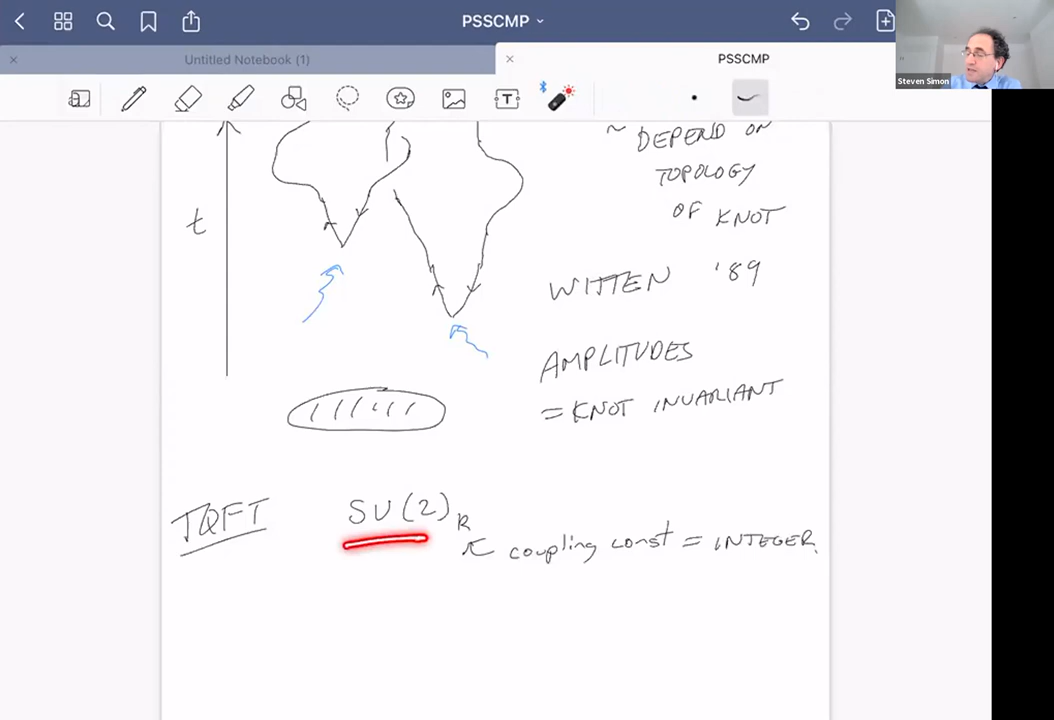 PSSCMP
Untitled Notebook (1)
PSSCMP
Steven Simon
~ DEPEND ON
TOPOLOGY
OF KNOT
t
WITTEN '89
AMPLITUDES
= KNOT INVARIANT
TQFT SU(2)k
coupling const = INTEGER.